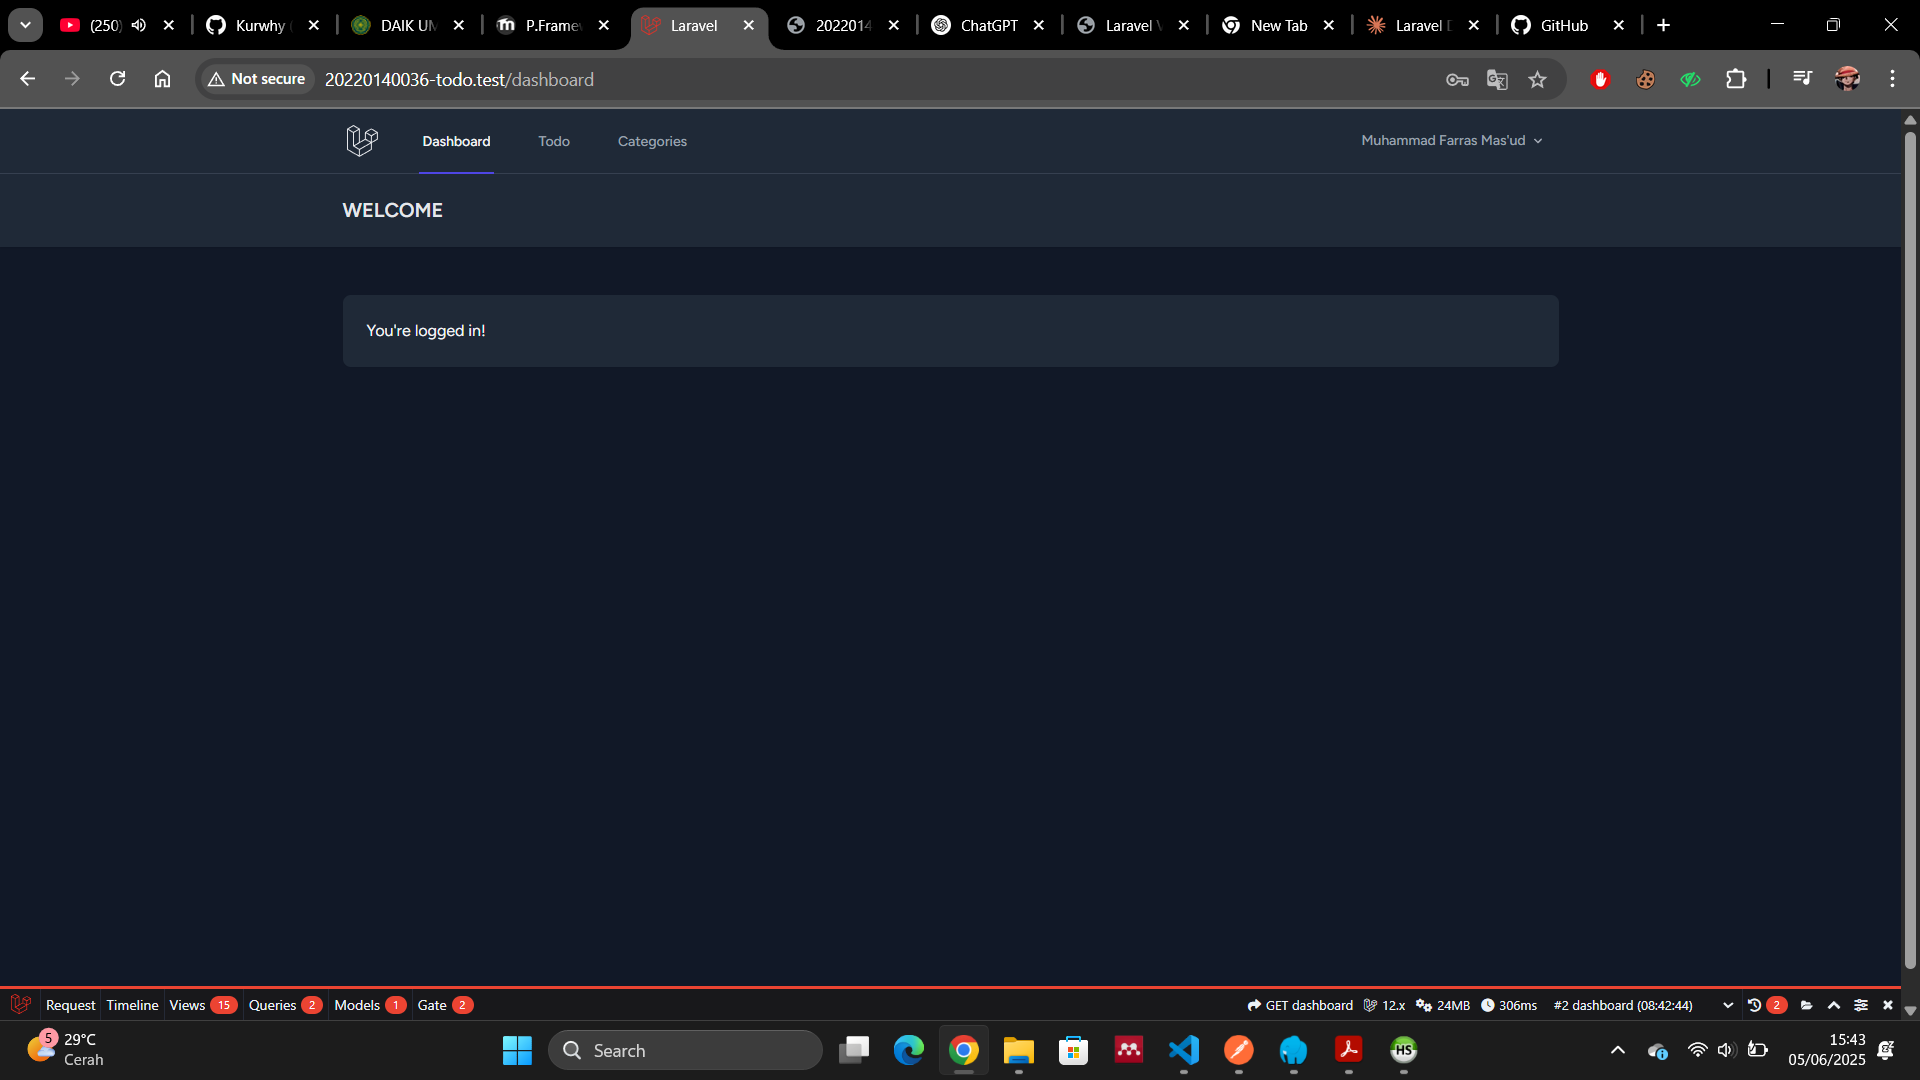 (250)
Kurwhy
DAIK UM
P.Frame
Laravel
2022014
ChatGPT
Laravel
New Tab
Laravel
GitHub
Not secure
20220140036-todo.test/dashboard
Dashboard
Todo
Categories
Muhammad Farras Mas'ud
WELCOME
You're logged in!
Request
Timeline
Views 15
Queries 2
Models 1
Gate 2
GET dashboard
12.x
24MB
306ms
#2 dashboard (08:42:44)
2
5
29°C
Cerah
Search
HS
15:43
05/06/2025